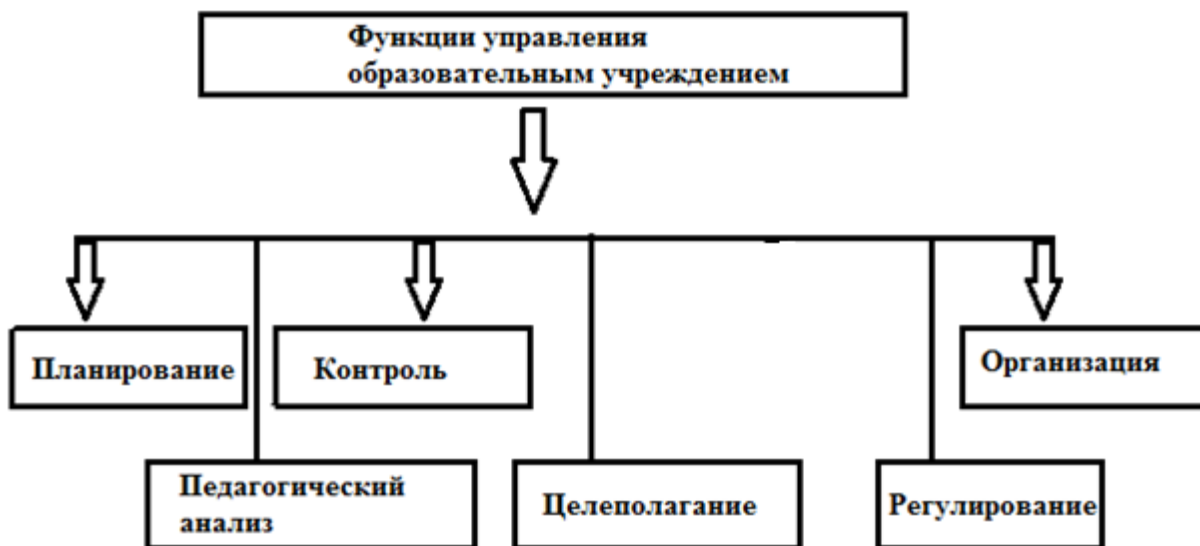 Функции управления
образовательным учреждением
Планирование
Контроль
Организация
Педагогический
анализ
Целеполагание
Регулирование